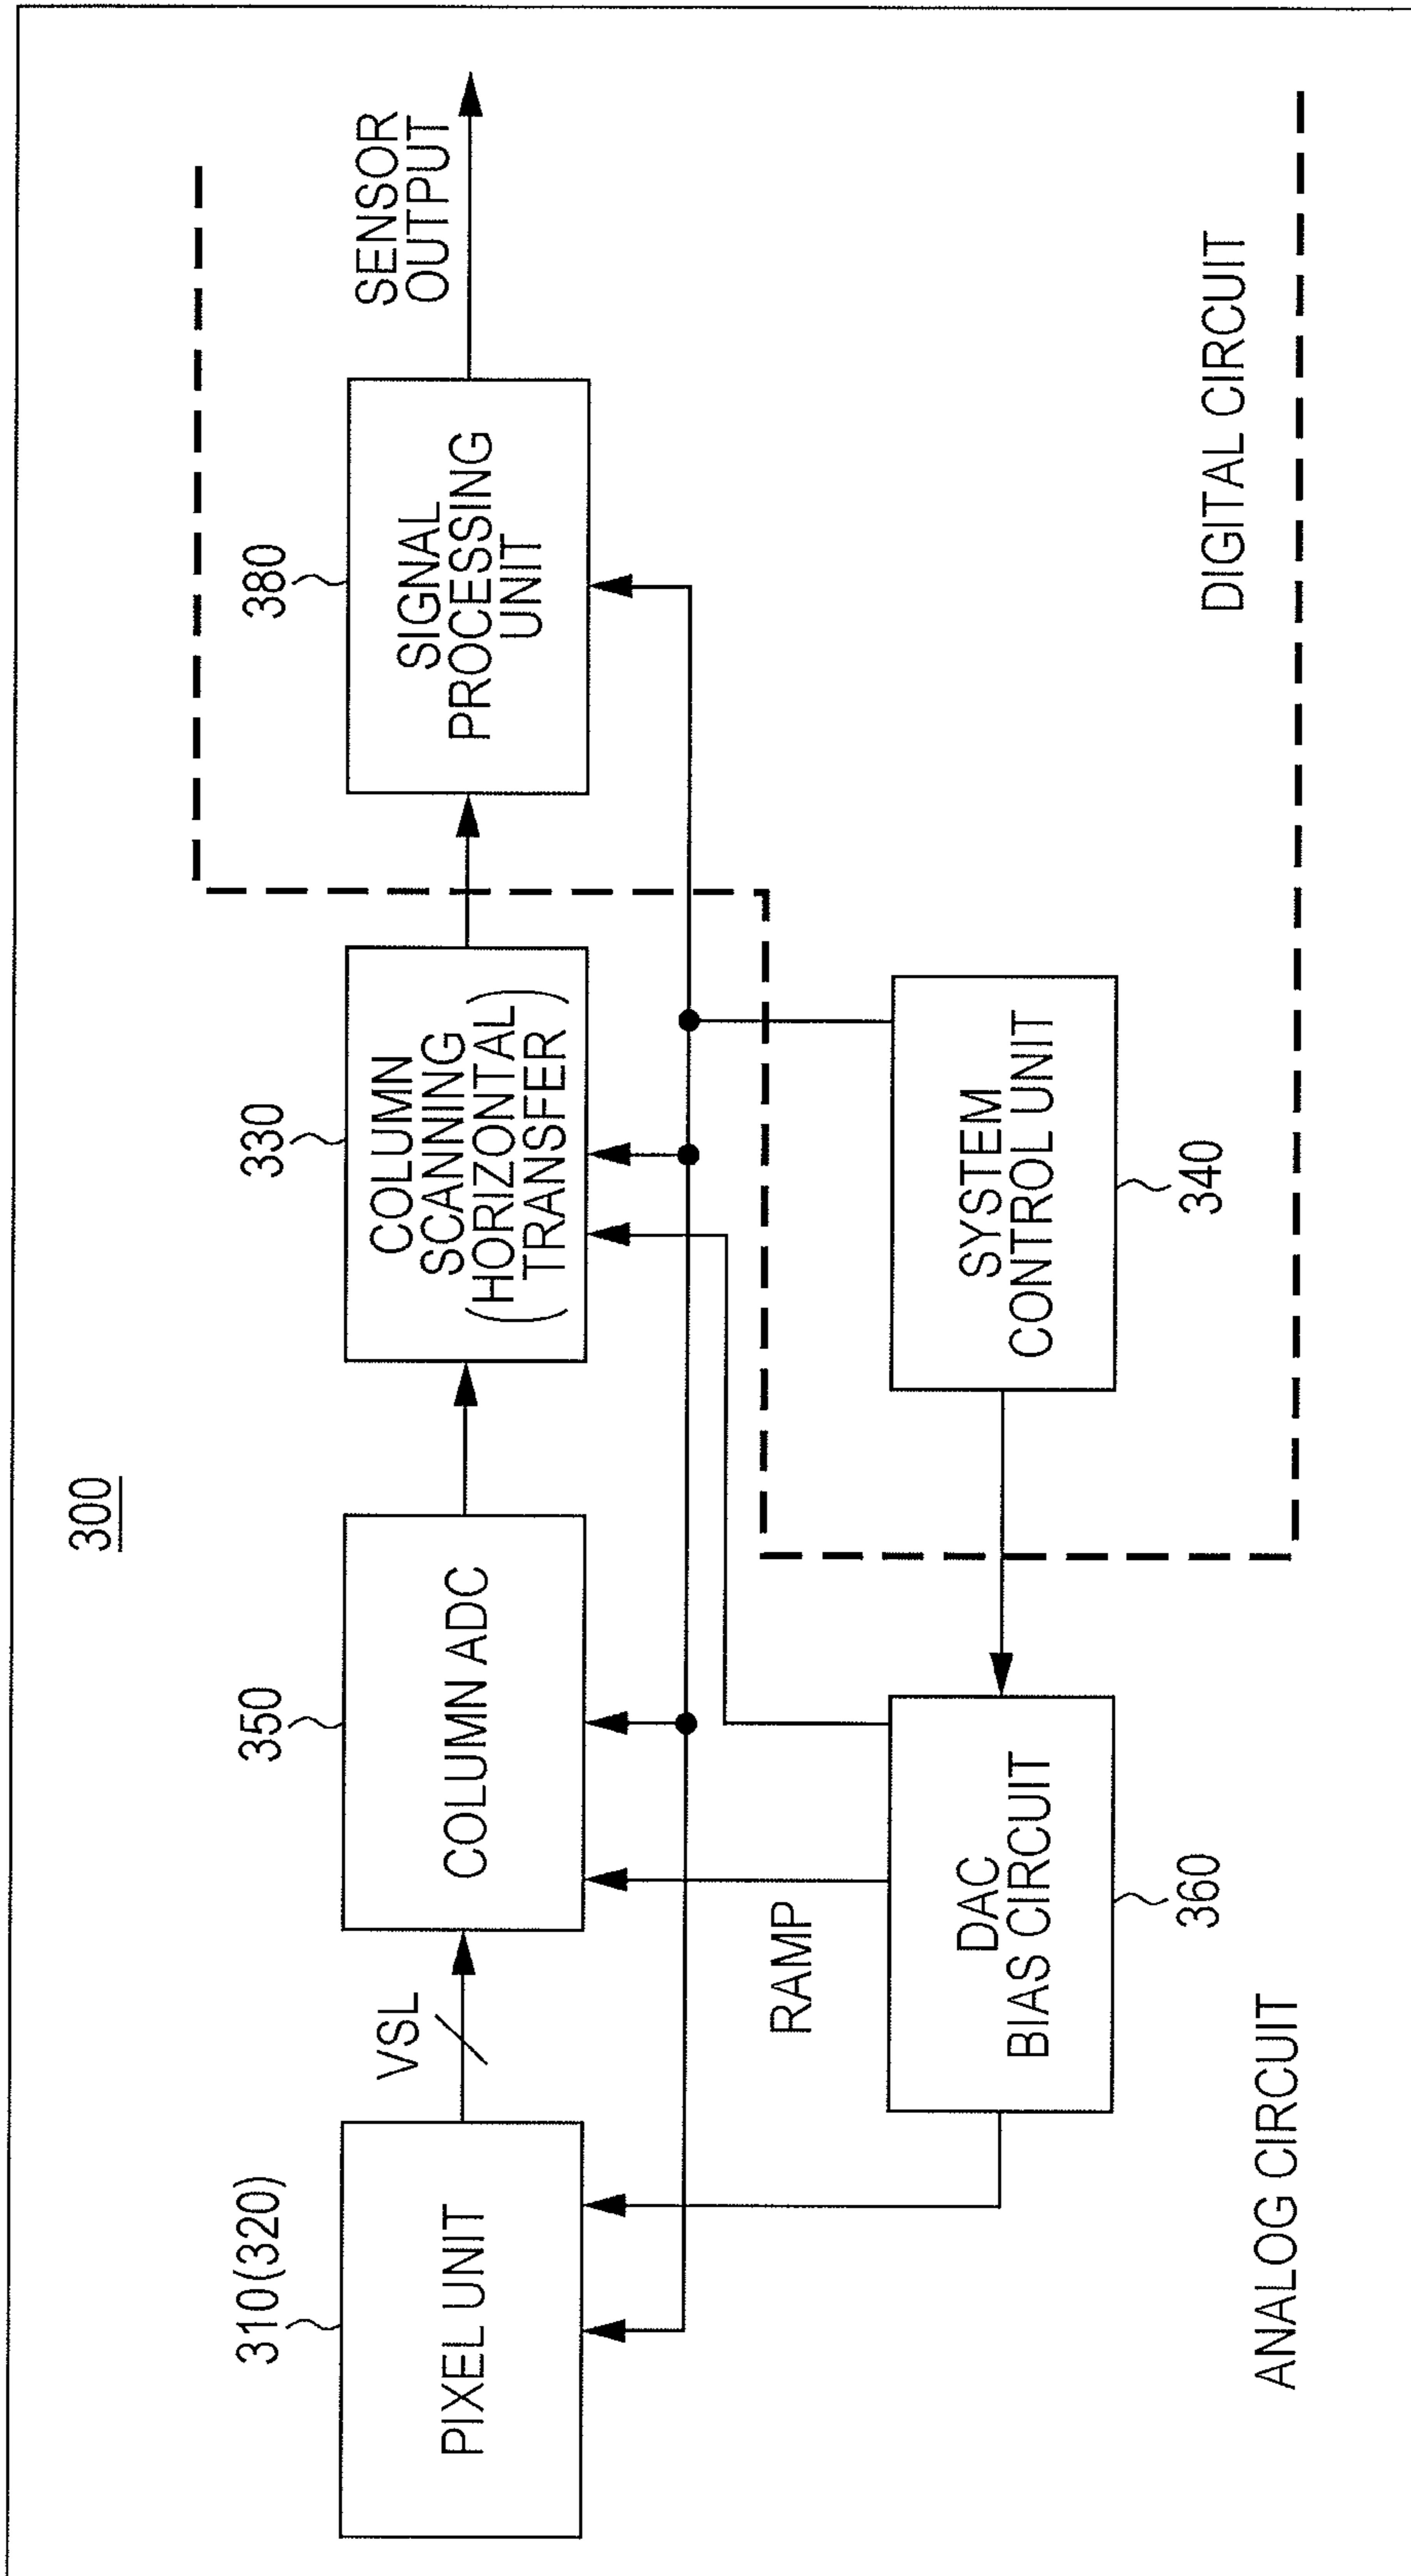 300
310(320)
PIXEL UNIT
VSL
350
COLUMN ADC
330
COLUMN
SCANNING
(HORIZONTAL
TRANSFER)
380
SIGNAL
PROCESSING
UNIT
SENSOR
OUTPUT
RAMP
DAC
BIAS CIRCUIT
360
SYSTEM
CONTROL UNIT
340
ANALOG CIRCUIT
DIGITAL CIRCUIT